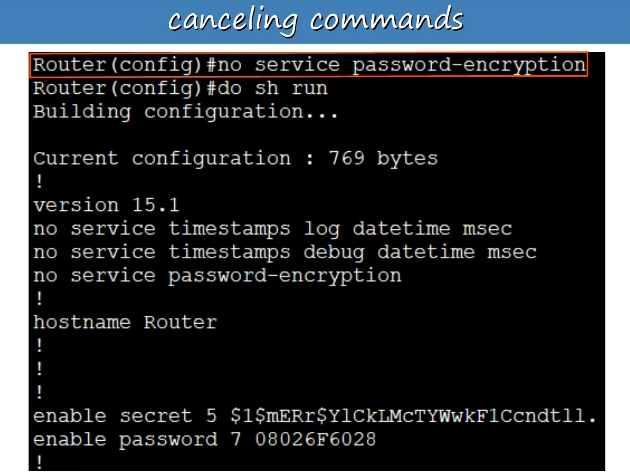 canceling commands
Router(config)#no service password-encryption
Router(config)#do sh run
Building configuration...
Current configuration : 769 bytes
!
version 15.1
no service timestamps log datetime msec
no service timestamps debug datetime msec
no service password-encryption
!
hostname Router
!
!
!
enable secret 5 $1$mERr$YlCkLMcTYWwkF1Ccndtll.
enable password 7 08026F6028
!